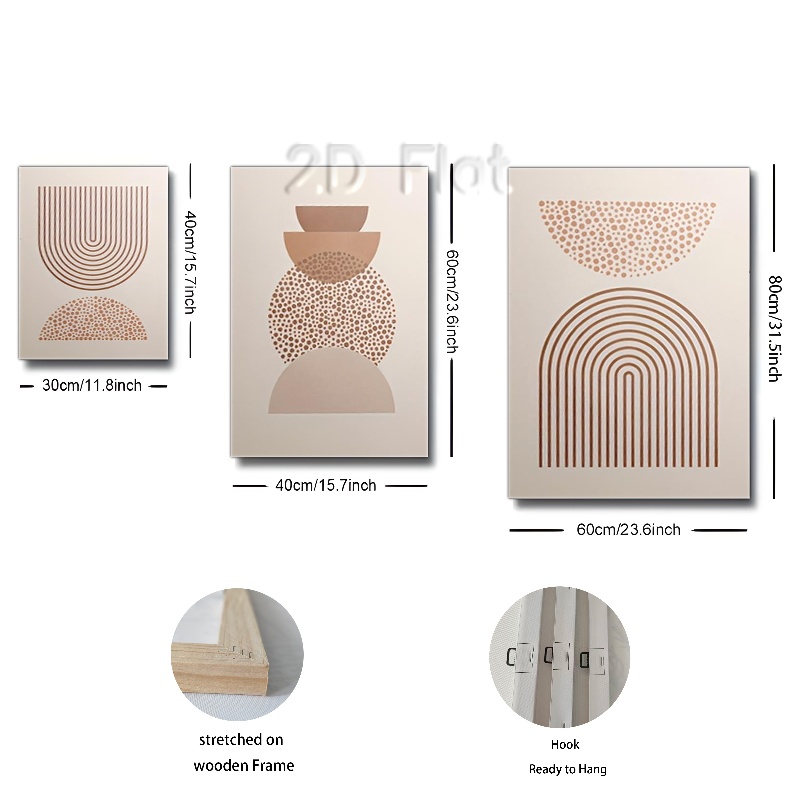 2D Flat
40cm/15.7inch
30cm/11.8inch
60cm/23.6inch
40cm/15.7inch
80cm/31.5inch
60cm/23.6inch
stretched on
wooden Frame
Hook
Ready to Hang